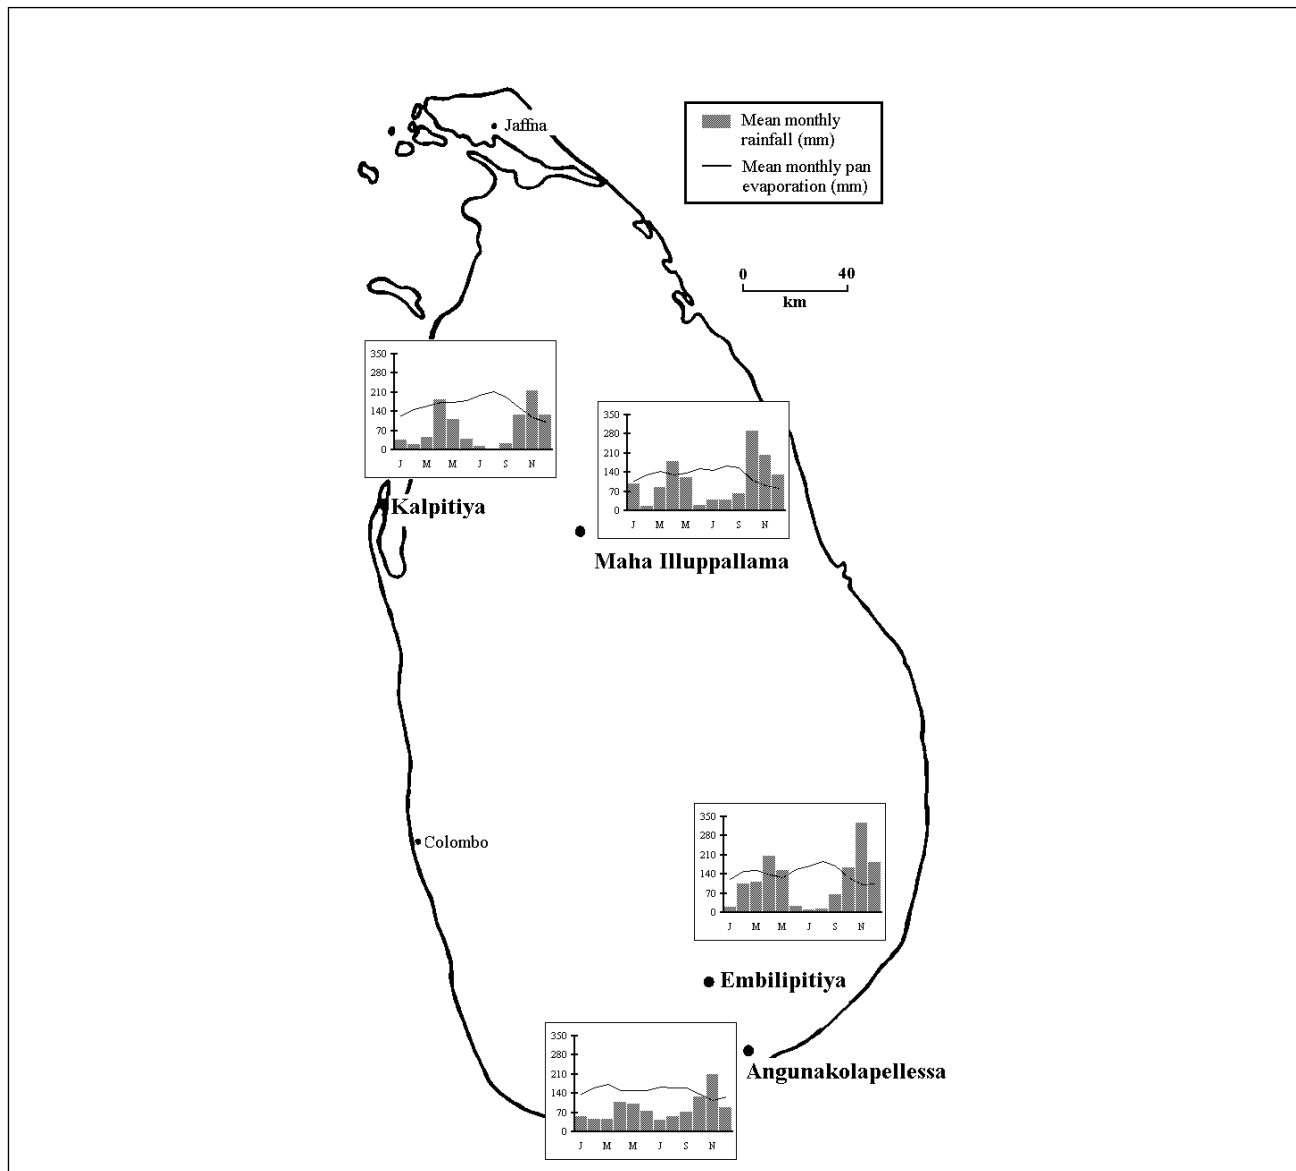 Jaffna
Mean monthly
rainfall (mm)
Mean monthly pan
evaporation (mm)
0 40
km
350
280
210
140
70
0
J M M J S N
Kalpitiya
350
280
210
140
70
0
J M M J S N
Maha Illuppallama
Colombo
350
280
210
140
70
0
J M M J S N
Embilipitiya
350
280
210
140
70
0
J M M J S N
Angunakolapellessa